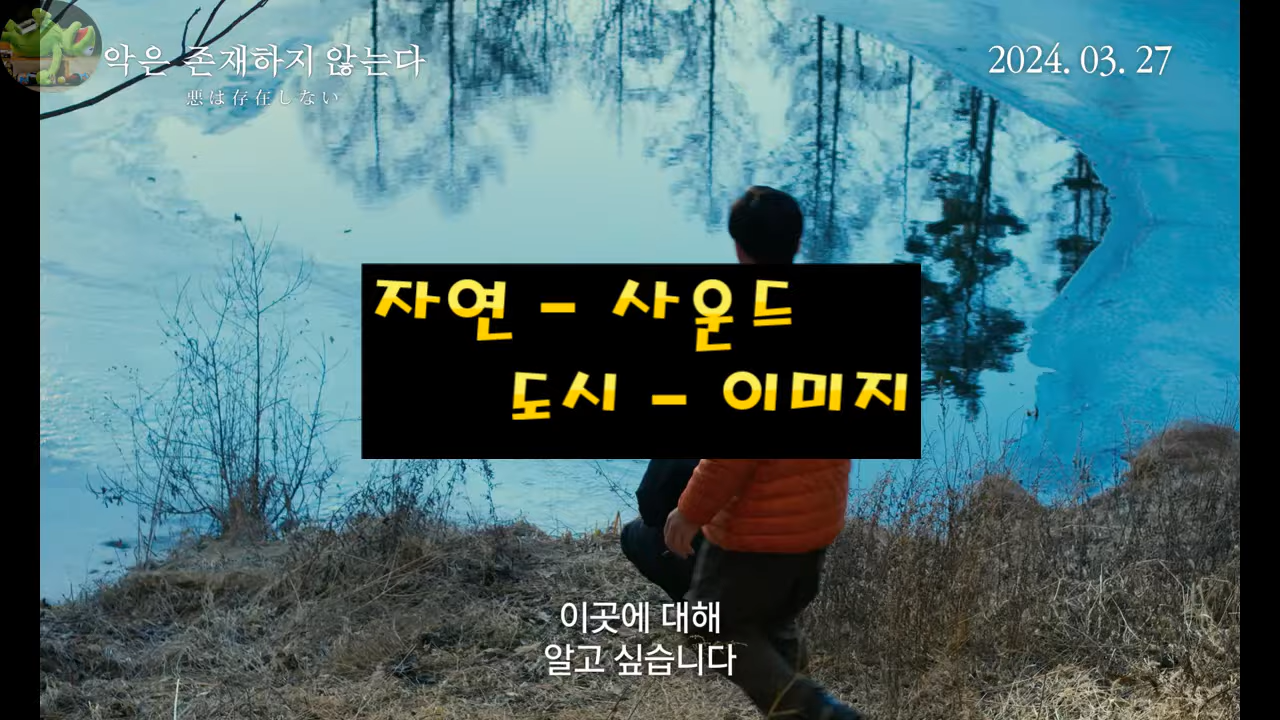 악은 존재하지 않는다
悪は存在しない
2024. 03. 27
자연 - 사운드
도시 - 이미지
이곳에 대해
알고 싶습니다